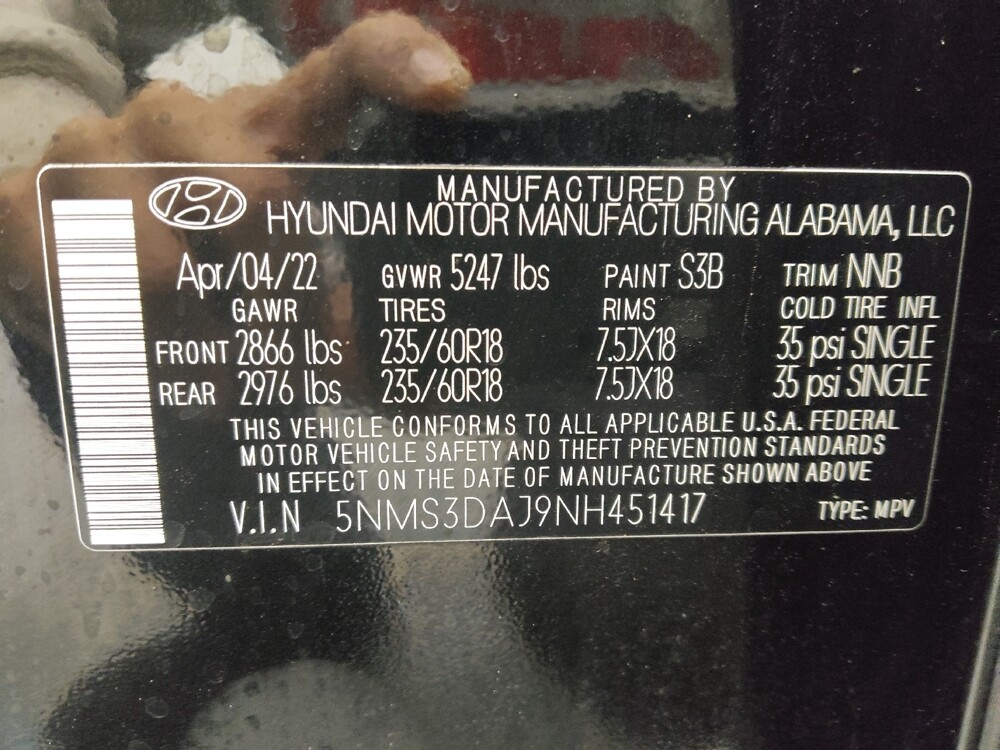 MANUFACTURED BY
HYUNDAI MOTOR MANUFACTURING ALABAMA, LLC
Apr/04/22 GVWR 5247 lbs PAINT S3B TRIM NNB
GAWR TIRES RIMS COLD TIRE INFL
FRONT 2866 lbs 235/60R18 7.5JX18 35 psi SINGLE
REAR 2976 lbs 235/60R18 7.5JX18 35 psi SINGLE
THIS VEHICLE CONFORMS TO ALL APPLICABLE U.S.A. FEDERAL
MOTOR VEHICLE SAFETY AND THEFT PREVENTION STANDARDS
IN EFFECT ON THE DATE OF MANUFACTURE SHOWN ABOVE
V.I.N 5NMS3DAJ9NH451417 TYPE: MPV